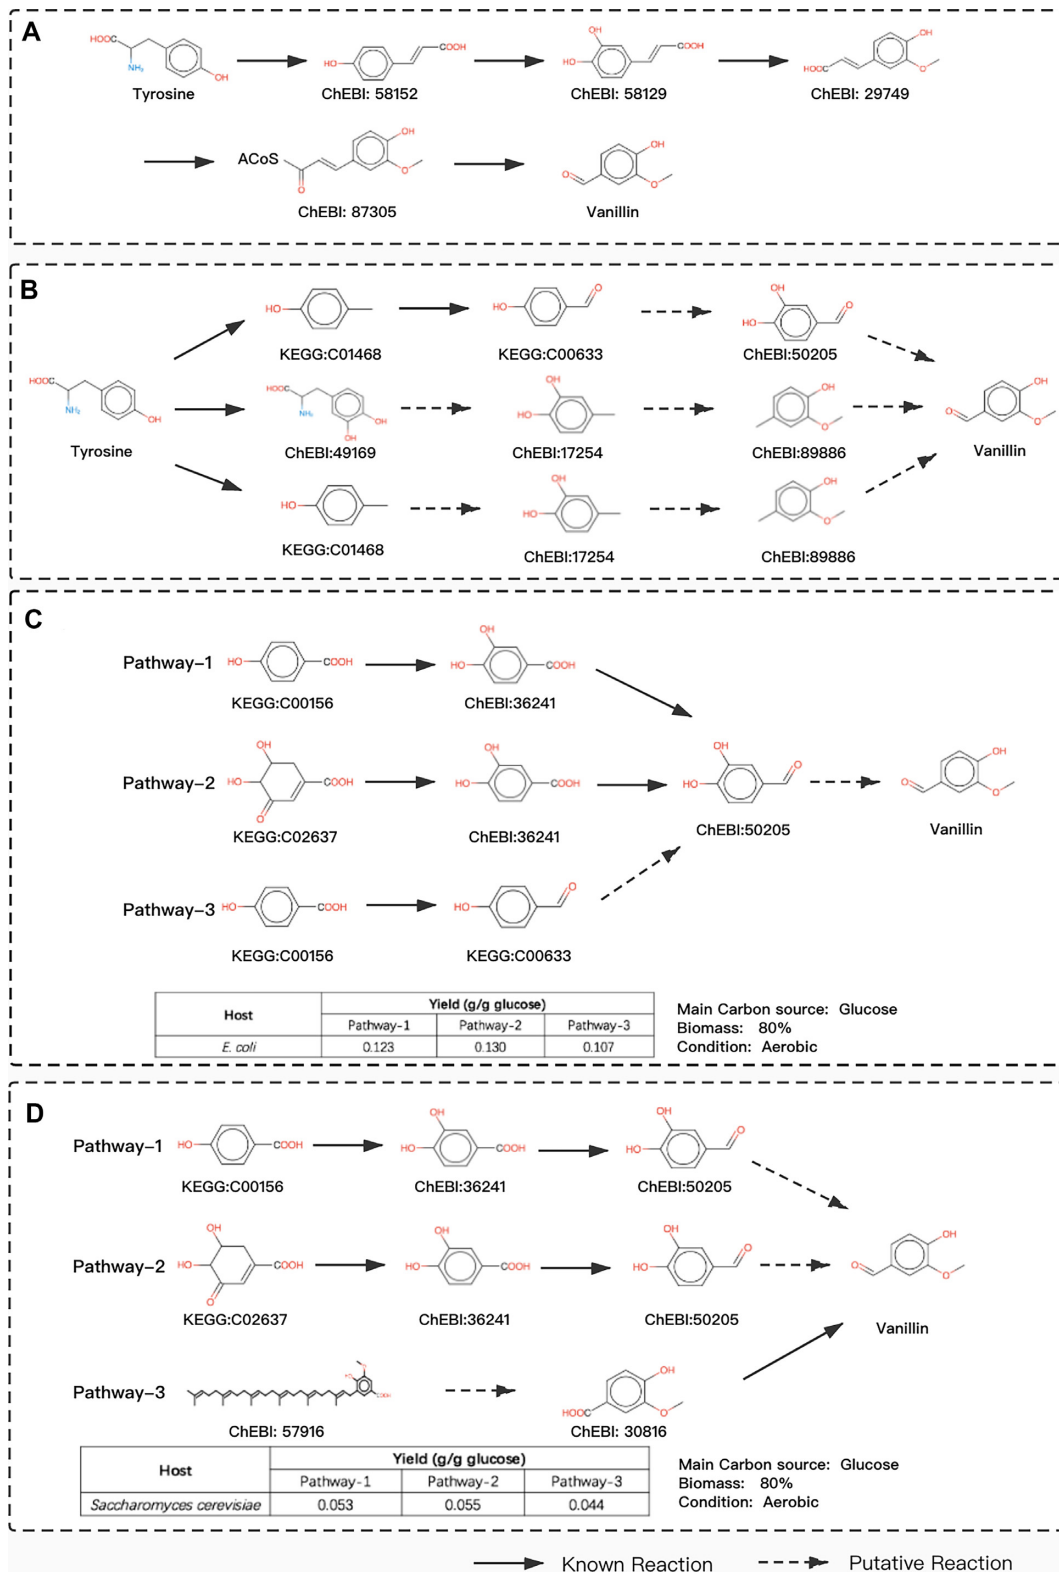 A
HOOC
NH₂
OH
Tyrosine
HO
COOH
ChEBI: 58152
OH
HO
COOH
ChEBI: 58129
HOOC
OH
O
ChEBI: 29749
ACoS
O
OH
O
ChEBI: 87305
O
OH
O
Vanillin
B
HO
KEGG:C01468
HO
O
KEGG:C00633
OH
HO
O
ChEBI:50205
HOOC
NH₂
OH
Tyrosine
HOOC
NH₂
OH
OH
ChEBI:49169
OH
HO
ChEBI:17254
OH
O
ChEBI:89886
O
OH
O
Vanillin
HO
KEGG:C01468
OH
HO
ChEBI:17254
OH
O
ChEBI:89886
C
Pathway-1
HO
COOH
KEGG:C00156
OH
HO
COOH
ChEBI:36241
Pathway-2
OH
HO
O
COOH
KEGG:C02637
OH
HO
COOH
ChEBI:36241
OH
HO
O
ChEBI:50205
O
OH
O
Vanillin
Pathway-3
HO
COOH
KEGG:C00156
HO
O
KEGG:C00633
Host Yield (g/g glucose)
Pathway-1 Pathway-2 Pathway-3
E. coli 0.123 0.130 0.107
Main Carbon source: Glucose
Biomass: 80%
Condition: Aerobic
D
Pathway-1
HO
COOH
KEGG:C00156
OH
HO
COOH
ChEBI:36241
OH
HO
O
ChEBI:50205
Pathway-2
OH
HO
O
COOH
KEGG:C02637
OH
HO
COOH
ChEBI:36241
OH
HO
O
ChEBI:50205
O
OH
O
Vanillin
Pathway-3
HO
O
COOH
ChEBI: 57916
HOOC
OH
O
ChEBI: 30816
Host Yield (g/g glucose)
Pathway-1 Pathway-2 Pathway-3
Saccharomyces cerevisiae 0.053 0.055 0.044
Main Carbon source: Glucose
Biomass: 80%
Condition: Aerobic
Known Reaction
Putative Reaction